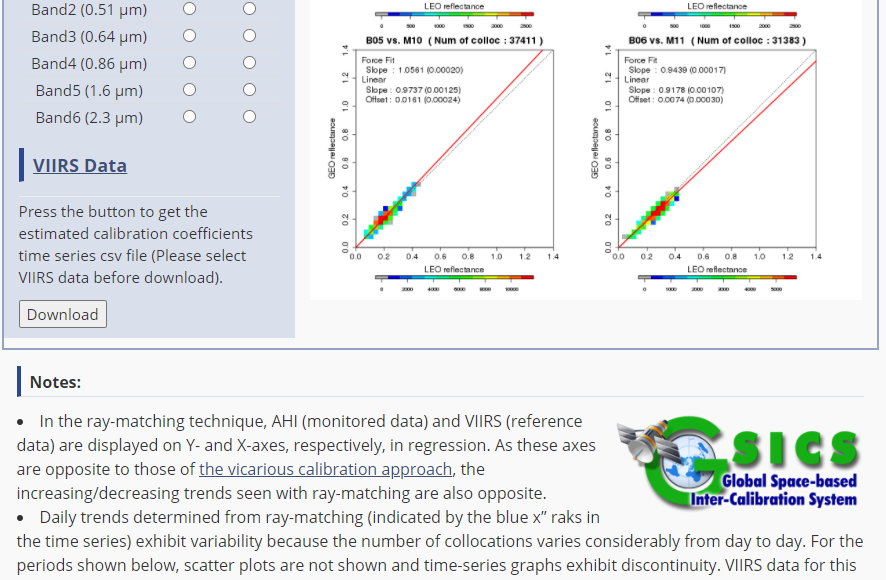 Band2 (0.51 µm)
Band3 (0.64 µm)
Band4 (0.86 µm)
Band5 (1.6 µm)
Band6 (2.3 µm)
VIIRS Data
Press the button to get the
estimated calibration coefficients
time series csv file (Please select
VIIRS data before download).
Download
LEO reflectance
0 500 1000 1500 2000 2500
B05 vs. M10 ( Num of colloc : 37411 )
Force Fit
Slope : 1.0561 (0.00020)
Linear
Slope : 0.9737 (0.00125)
Offset : 0.0161 (0.00024)
GEO reflectance
1.4
1.2
1.0
0.8
0.6
0.4
0.2
0.0
0.0 0.2 0.4 0.6 0.8 1.0 1.2 1.4
LEO reflectance
0 2000 4000 6000 8000 10000
LEO reflectance
0 500 1000 1500 2000 2500
B06 vs. M11 ( Num of colloc : 31383 )
Force Fit
Slope : 0.9439 (0.00017)
Linear
Slope : 0.9178 (0.00107)
Offset : 0.0074 (0.00030)
GEO reflectance
1.4
1.2
1.0
0.8
0.6
0.4
0.2
0.0
0.0 0.2 0.4 0.6 0.8 1.0 1.2 1.4
LEO reflectance
0 1000 2000 3000 4000 5000
Notes:
• In the ray-matching technique, AHI (monitored data) and VIIRS (reference
data) are displayed on Y- and X-axes, respectively, in regression. As these axes
are opposite to those of the vicarious calibration approach, the
increasing/decreasing trends seen with ray-matching are also opposite.
GSICS
Global Space-based
Inter-Calibration System
• Daily trends determined from ray-matching (indicated by the blue x” raks in
the time series) exhibit variability because the number of collocations varies considerably from day to day. For the
periods shown below, scatter plots are not shown and time-series graphs exhibit discontinuity. VIIRS data for this